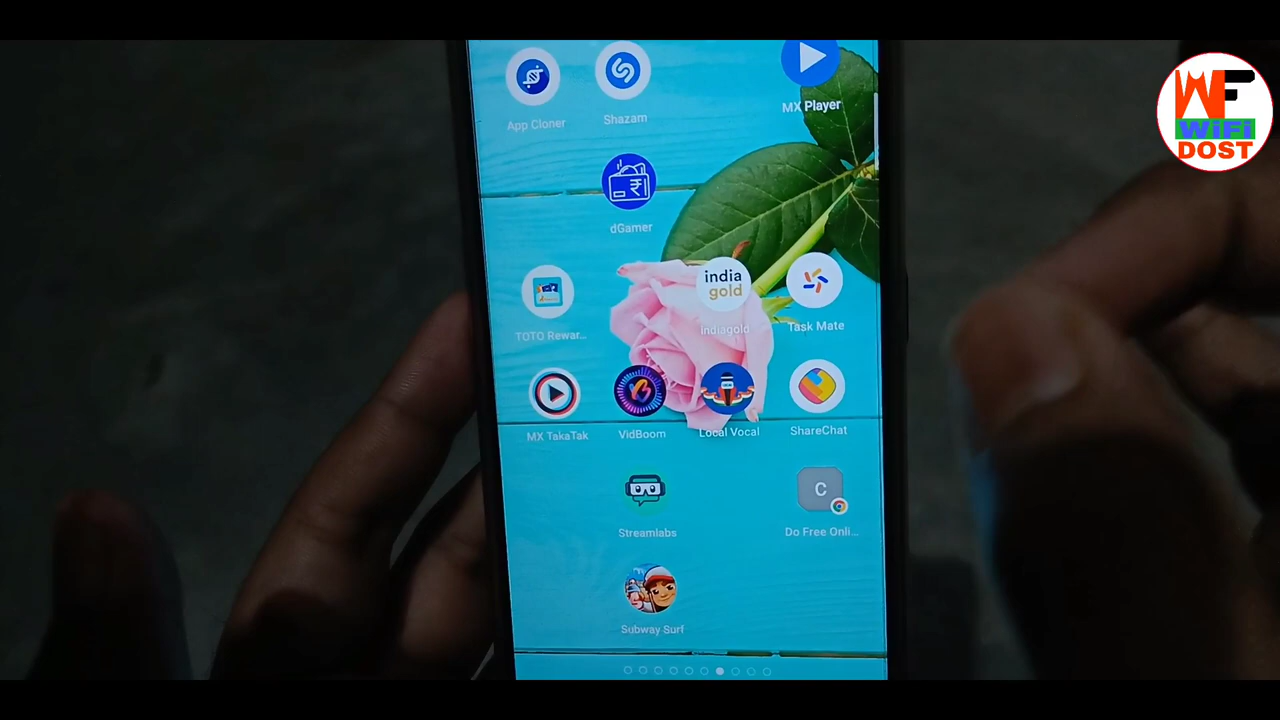 App Cloner
Shazam
MX Player
₹
dGamer
india
gold
TOTO Rewar...
indiagold
Task Mate
MX TakaTak
VidBoom
Local Vocal
ShareChat
C
Streamlabs
Do Free Onli...
Subway Surf
WF
WiFi
DOST